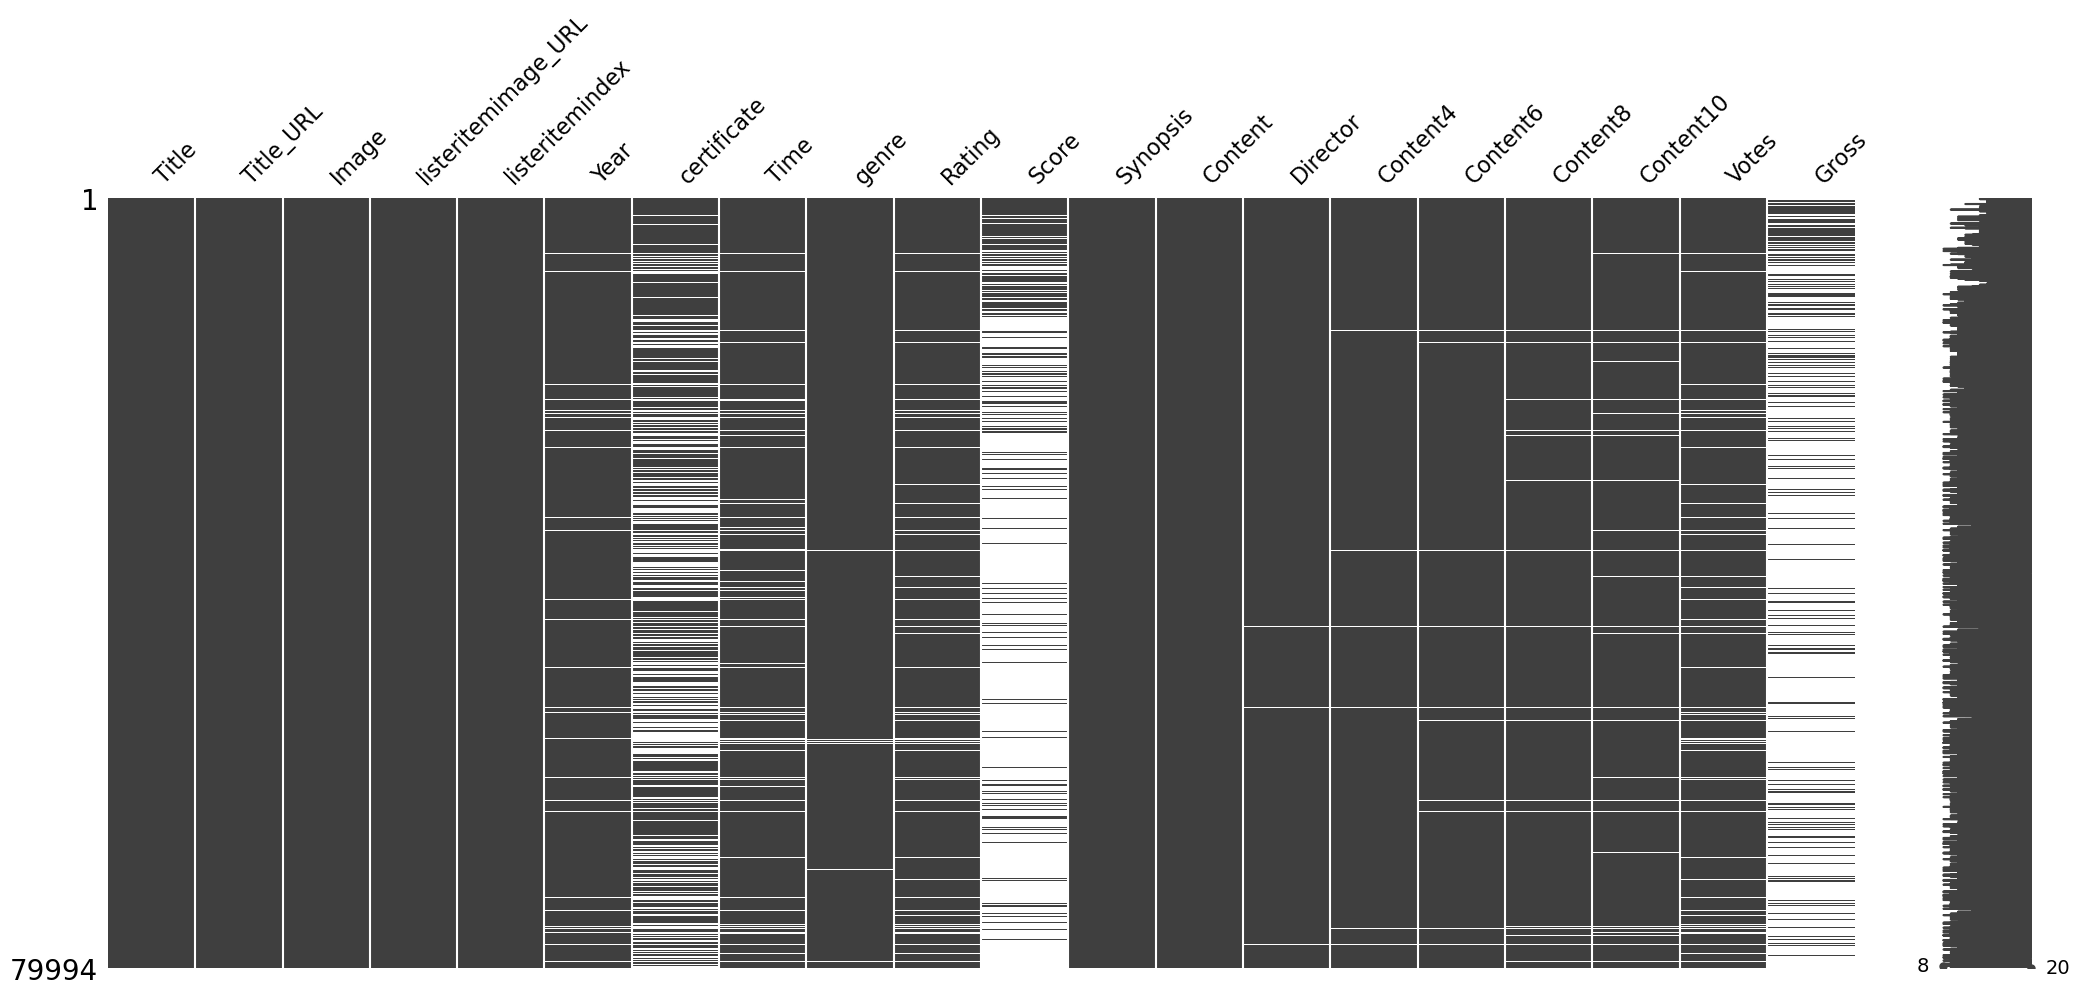 Title
Title_URL
Image
listeritemimage_URL
listeritemindex
Year
certificate
Time
genre
Rating
Score
Synopsis
Content
Director
Content4
Content6
Content8
Content10
Votes
Gross
1
79994
8
20